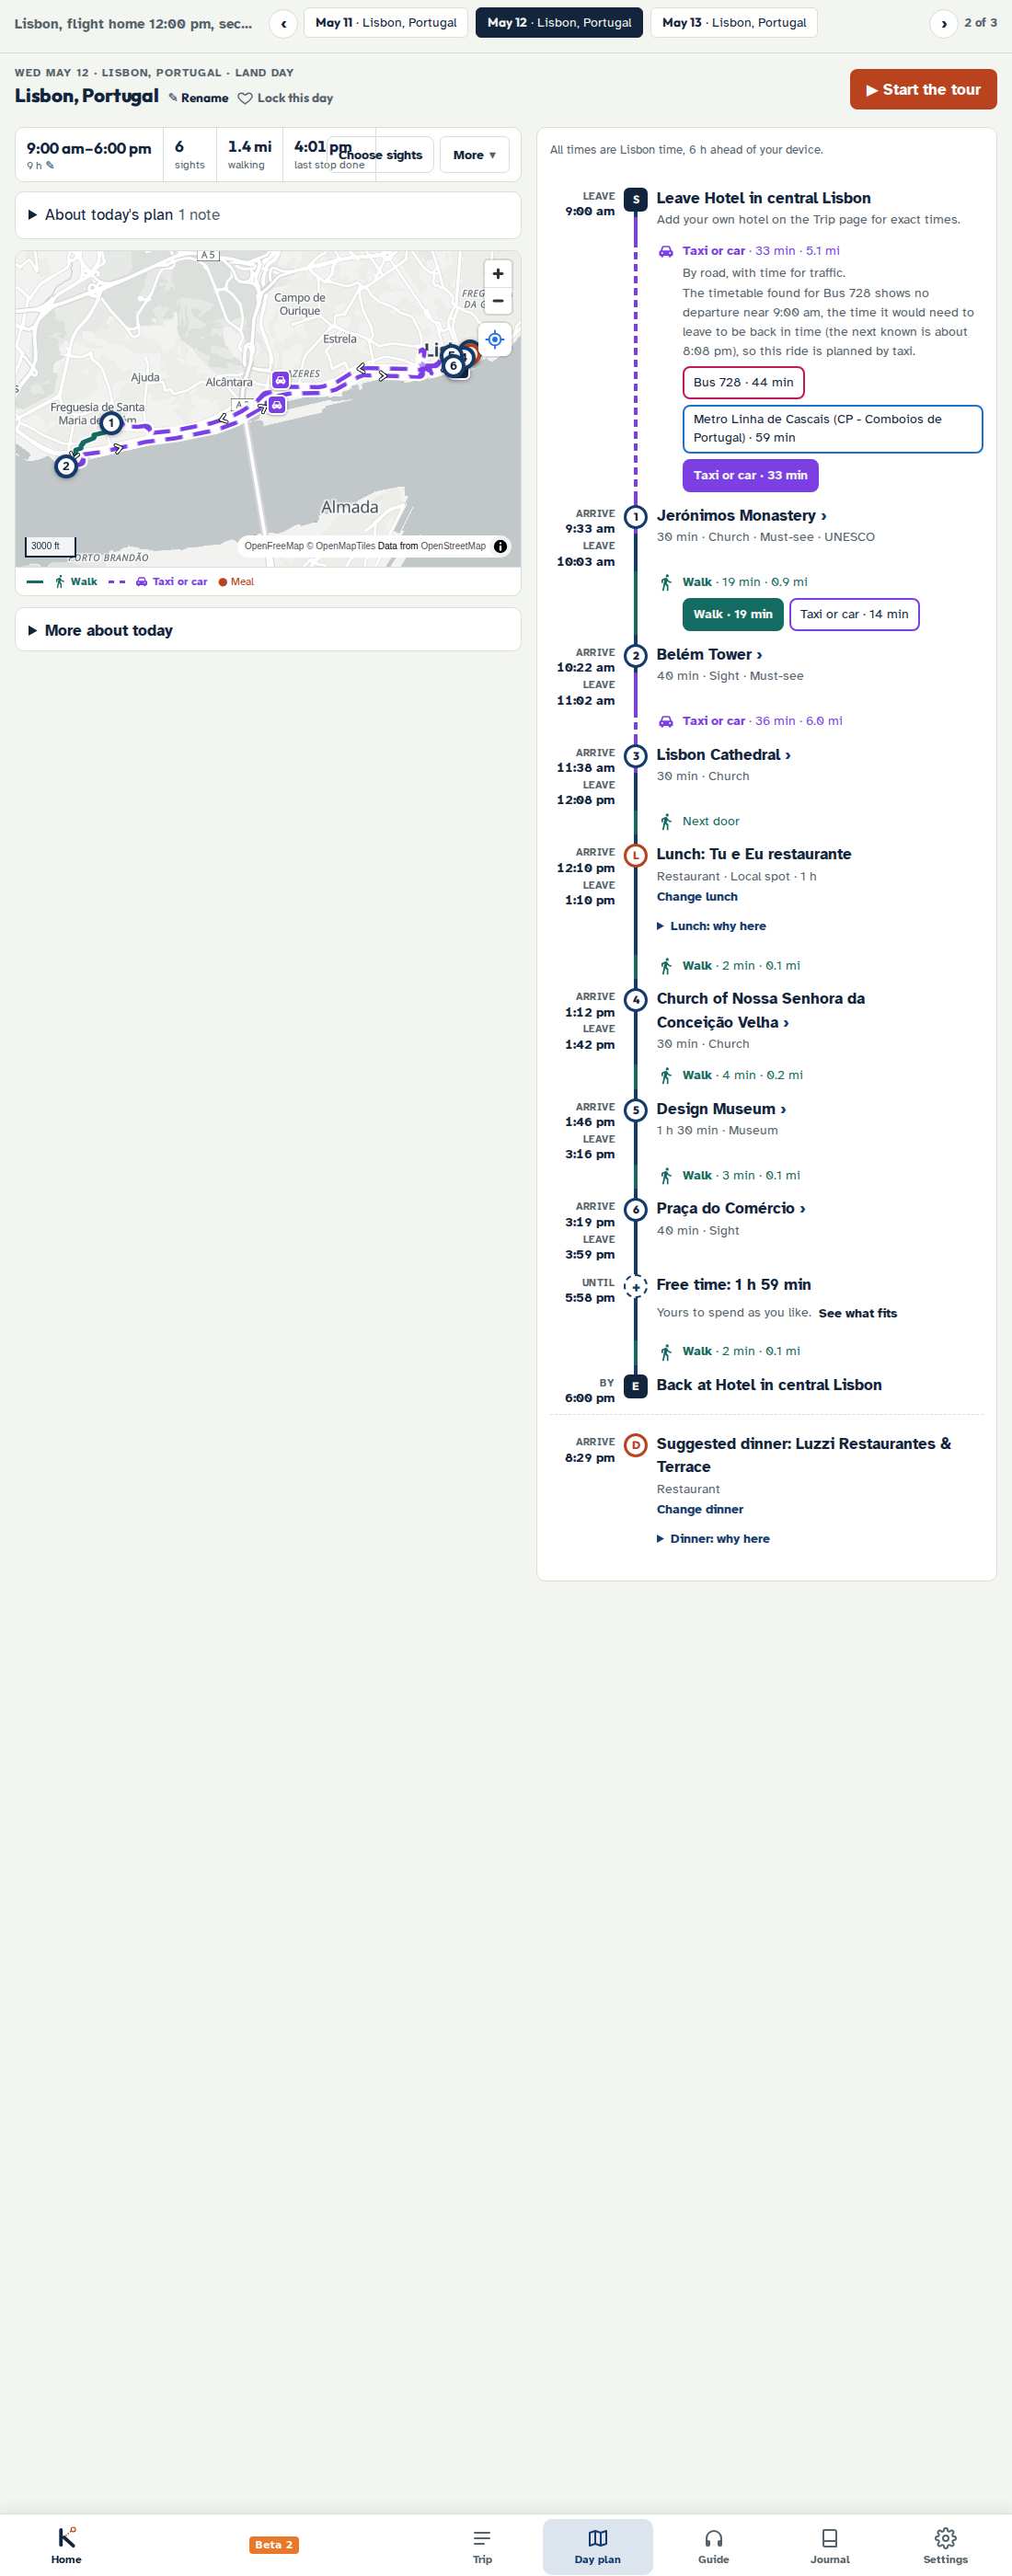 Lisbon, flight home 12:00 pm, sec...
‹
May 11 · Lisbon, Portugal
May 12 · Lisbon, Portugal
May 13 · Lisbon, Portugal
›
2 of 3
WED MAY 12 · LISBON, PORTUGAL · LAND DAY
Lisbon, Portugal ✎ Rename Lock this day
▶ Start the tour
9:00 am–6:00 pm
9 h ✎
6
sights
1.4 mi
walking
4:01 pm
last stop done
Choose sights
More ▾
▶ About today's plan 1 note
A 5
Campo de
Ourique
Estrela
Ajuda
Alcântara
Freguesia de Santa
1
2
6
Almada
3000 ft
PORTO BRANDÃO
OpenFreeMap © OpenMapTiles Data from OpenStreetMap
+
−
Walk
Taxi or car
Meal
▶ More about today
All times are Lisbon time, 6 h ahead of your device.
LEAVE
9:00 am
S
Leave Hotel in central Lisbon
Add your own hotel on the Trip page for exact times.
Taxi or car · 33 min · 5.1 mi
By road, with time for traffic.
The timetable found for Bus 728 shows no
departure near 9:00 am, the time it would need to
leave to be back in time (the next known is about
8:08 pm), so this ride is planned by taxi.
Bus 728 · 44 min
Metro Linha de Cascais (CP - Comboios de
Portugal) · 59 min
Taxi or car · 33 min
ARRIVE
9:33 am
LEAVE
10:03 am
1
Jerónimos Monastery ›
30 min · Church · Must-see · UNESCO
Walk · 19 min · 0.9 mi
Walk · 19 min
Taxi or car · 14 min
ARRIVE
10:22 am
LEAVE
11:02 am
2
Belém Tower ›
40 min · Sight · Must-see
Taxi or car · 36 min · 6.0 mi
ARRIVE
11:38 am
LEAVE
12:08 pm
3
Lisbon Cathedral ›
30 min · Church
Next door
ARRIVE
12:10 pm
LEAVE
1:10 pm
L
Lunch: Tu e Eu restaurante
Restaurant · Local spot · 1 h
Change lunch
▶ Lunch: why here
Walk · 2 min · 0.1 mi
ARRIVE
1:12 pm
LEAVE
1:42 pm
4
Church of Nossa Senhora da
Conceição Velha ›
30 min · Church
Walk · 4 min · 0.2 mi
ARRIVE
1:46 pm
LEAVE
3:16 pm
5
Design Museum ›
1 h 30 min · Museum
Walk · 3 min · 0.1 mi
ARRIVE
3:19 pm
LEAVE
3:59 pm
6
Praça do Comércio ›
40 min · Sight
UNTIL
5:58 pm
+
Free time: 1 h 59 min
Yours to spend as you like. See what fits
Walk · 2 min · 0.1 mi
BY
6:00 pm
E
Back at Hotel in central Lisbon
ARRIVE
8:29 pm
D
Suggested dinner: Luzzi Restaurantes &
Terrace
Restaurant
Change dinner
▶ Dinner: why here
Home
Beta 2
Trip
Day plan
Guide
Journal
Settings